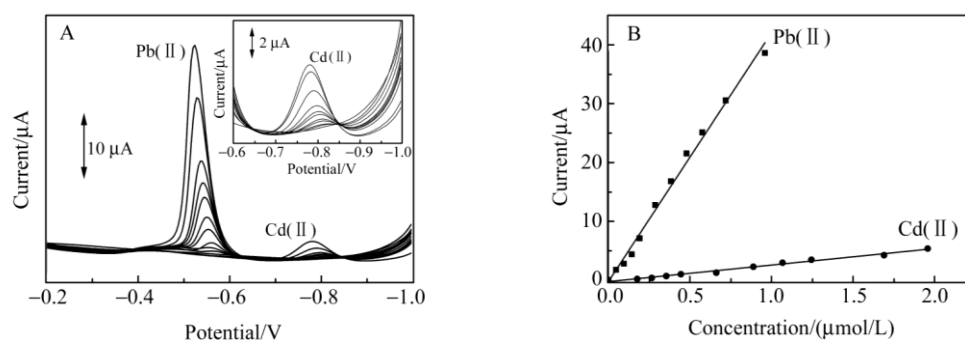 A
Pb(Ⅱ)
10 μA
Cd(Ⅱ)
Current/μA
−0.2
−0.4
−0.6
−0.8
−1.0
Potential/V
2 μA
Cd(Ⅱ)
Current/μA
−0.6
−0.7
−0.8
−0.9
−1.0
Potential/V
B
Pb(Ⅱ)
Cd(Ⅱ)
Current/μA
40
30
20
10
0
0.0
0.5
1.0
1.5
2.0
Concentration/(μmol/L)